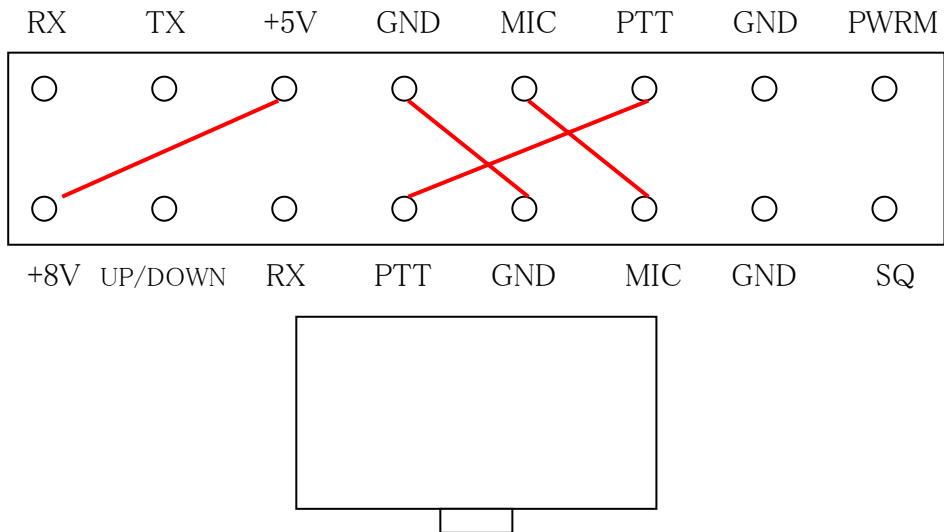 RX TX +5V GND MIC PTT GND PWRM
+8V UP/DOWN RX PTT GND MIC GND SQ